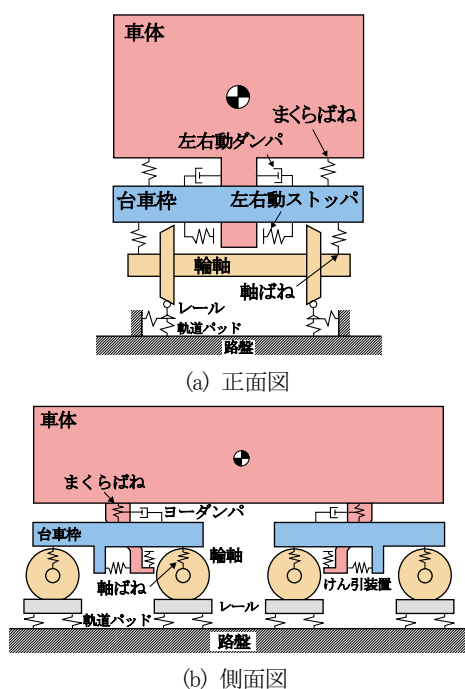 車体
まくらばね
左右動ダンパ
台車枠
左右動ストッパ
輪軸
軸ばね
レール
軌道パッド
路盤
(a) 正面図
車体
まくらばね
ヨーダンパ
台車枠
輪軸
軸ばね
けん引装置
レール
軌道パッド
路盤
(b) 側面図